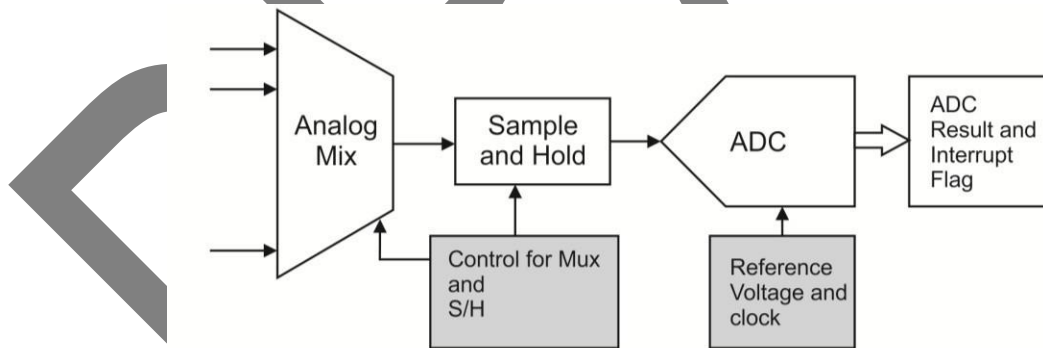 Analog
Mix
Sample
and Hold
ADC
ADC
Result and
Interrupt
Flag
Control for Mux
and
S/H
Reference
Voltage and
clock